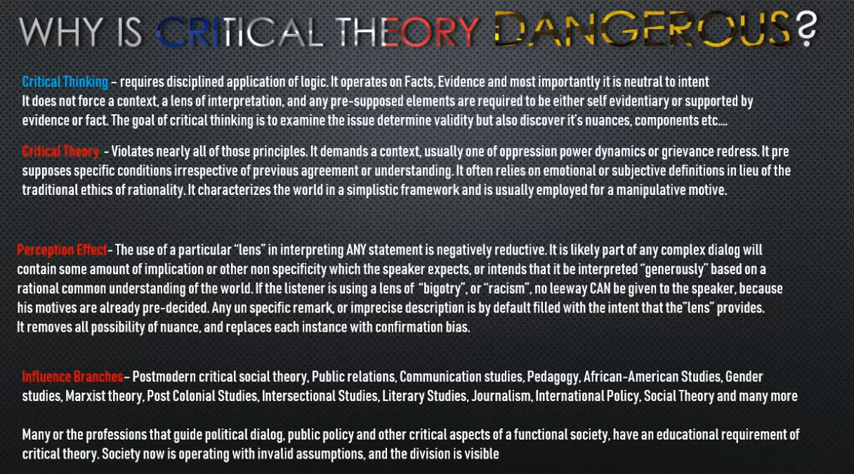 WHY IS CRITICAL THEORY DANGEROUS?
Critical Thinking – requires disciplined application of logic. It operates on Facts, Evidence and most importantly it is neutral to intent
It does not force a context, a lens of interpretation, and any pre-supposed elements are required to be either self evidentiary or supported by
evidence or fact. The goal of critical thinking is to examine the issue determine validity but also discover it's nuances, components etc....
Critical Theory - Violates nearly all of those principles. It demands a context, usually one of oppression power dynamics or grievance redress. It pre
supposes specific conditions irrespective of previous agreement or understanding. It often relies on emotional or subjective definitions in lieu of the
traditional ethics of rationality. It characterizes the world in a simplistic framework and is usually employed for a manipulative motive.
Perception Effect- The use of a particular "lens" in interpreting ANY statement is negatively reductive. It is likely part of any complex dialog will
contain some amount of implication or other non specificity which the speaker expects, or intends that it be interpreted "generously" based on a
rational common understanding of the world. If the listener is using a lens of "bigotry", or "racism", no leeway CAN be given to the speaker, because
his motives are already pre-decided. Any un specific remark, or imprecise description is by default filled with the intent that the"lens" provides.
It removes all possibility of nuance, and replaces each instance with confirmation bias.
Influence Branches– Postmodern critical social theory, Public relations, Communication studies, Pedagogy, African-American Studies, Gender
studies, Marxist theory, Post Colonial Studies, Intersectional Studies, Literary Studies, Journalism, International Policy, Social Theory and many more
Many or the professions that guide political dialog, public policy and other critical aspects of a functional society, have an educational requirement of
critical theory. Society now is operating with invalid assumptions, and the division is visible